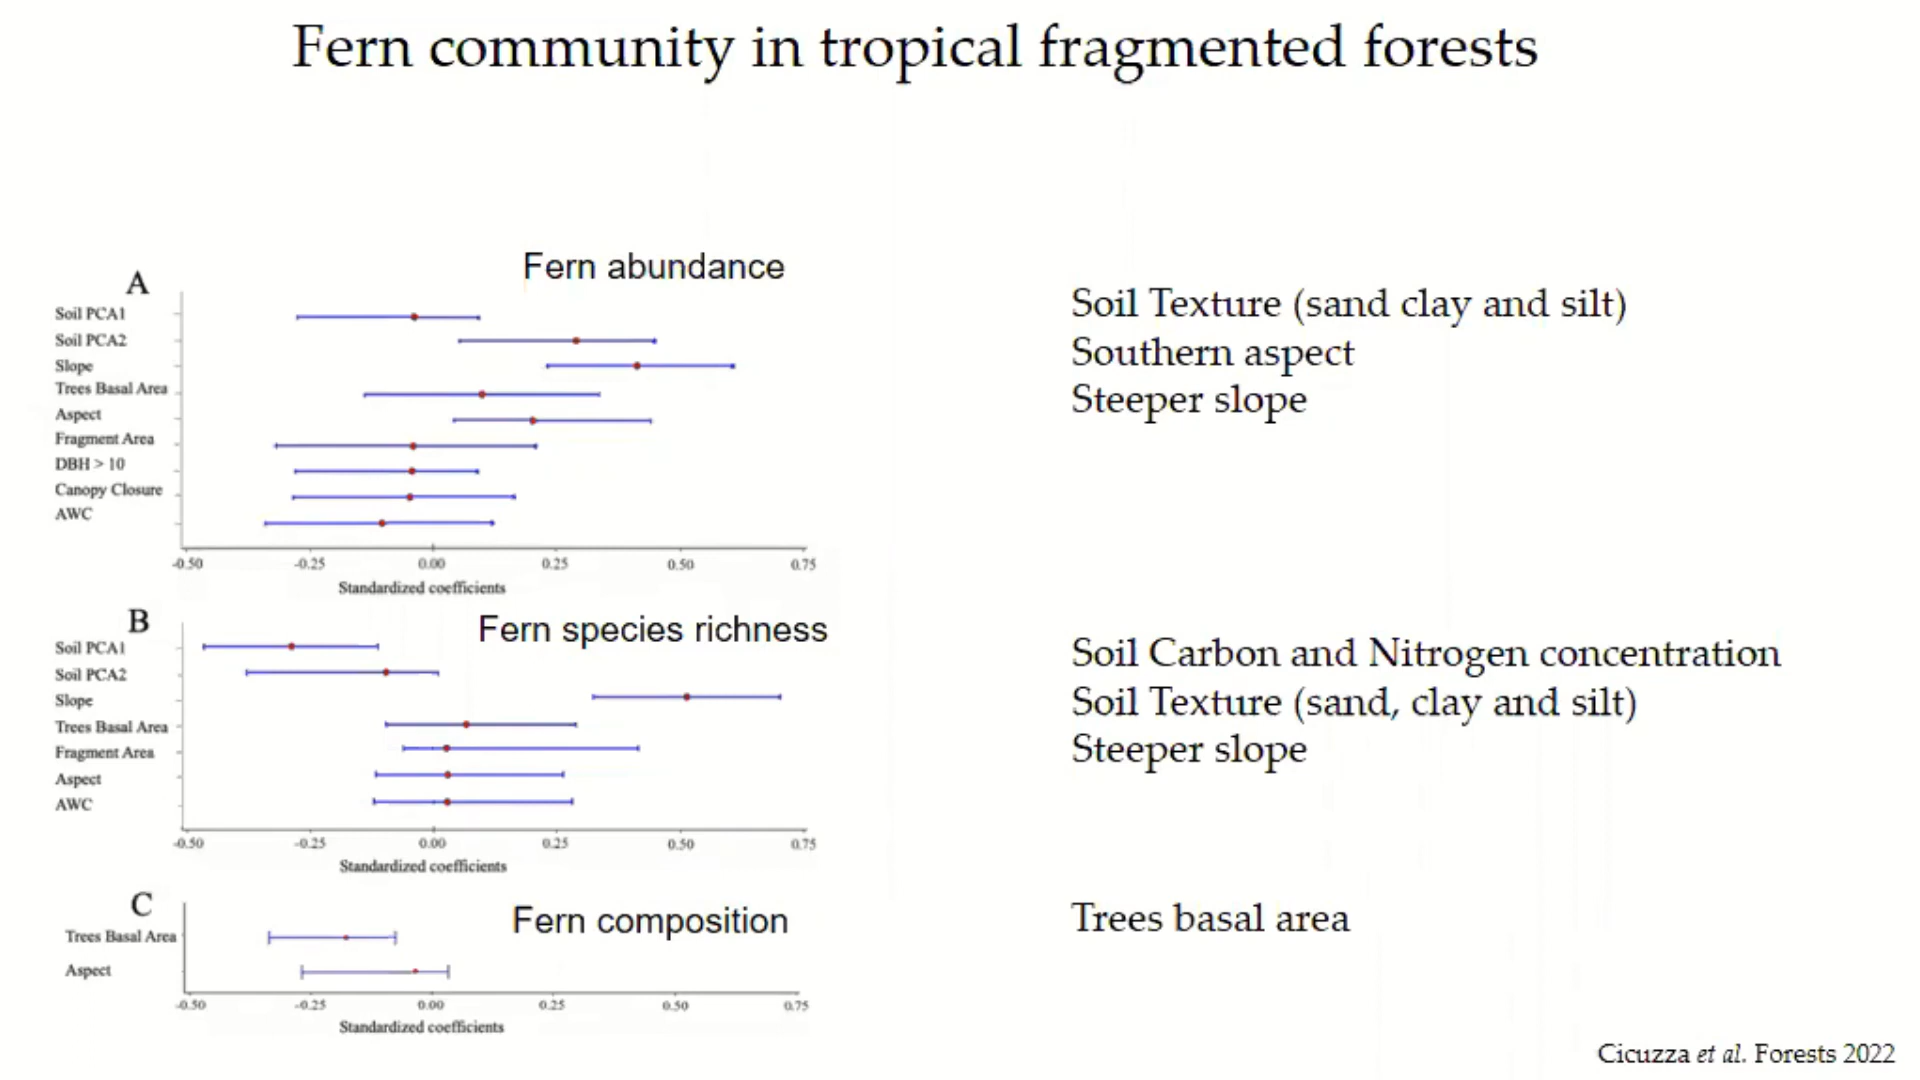 Fern community in tropical fragmented forests
A
Fern abundance
Soil PCA1
Soil PCA2
Slope
Trees Basal Area
Aspect
Fragment Area
DBH > 10
Canopy Closure
AWC
-0.50 -0.25 0.00 0.25 0.50 0.75
Standardized coefficients
Soil Texture (sand clay and silt)
Southern aspect
Steeper slope
B
Fern species richness
Soil PCA1
Soil PCA2
Slope
Trees Basal Area
Fragment Area
Aspect
AWC
-0.50 -0.25 0.00 0.25 0.50 0.75
Standardized coefficients
Soil Carbon and Nitrogen concentration
Soil Texture (sand, clay and silt)
Steeper slope
C
Fern composition
Trees Basal Area
Aspect
-0.50 -0.25 0.00 0.25 0.50 0.75
Standardized coefficients
Trees basal area
Cicuzza et al. Forests 2022